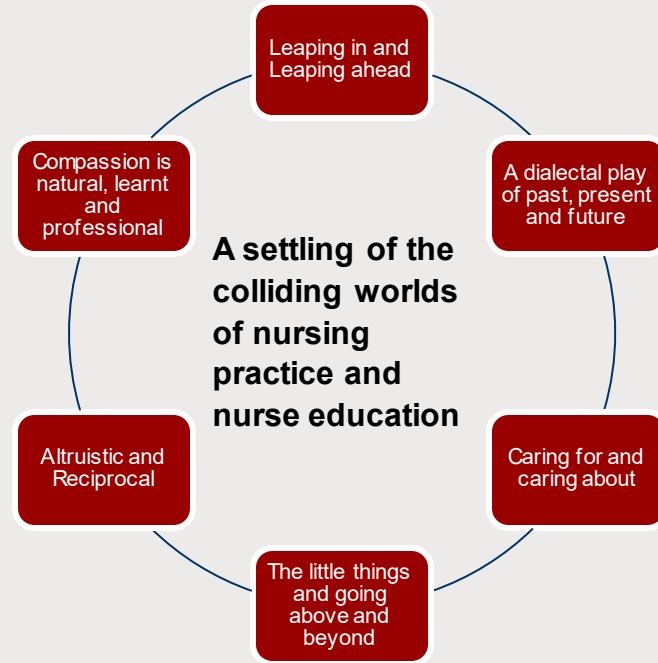 Leaping in and
Leaping ahead
A dialectal play
of past, present
and future
Caring for and
caring about
The little things
and going
above and
beyond
Altruistic and
Reciprocal
Compassion is
natural, learnt
and
professional
A settling of the
colliding worlds
of nursing
practice and
nurse education